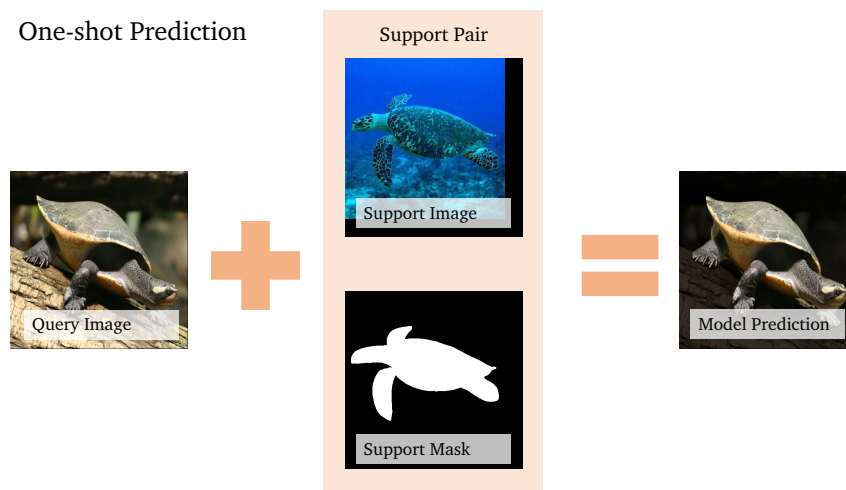 One-shot Prediction
Support Pair
Support Image
Query Image
Model Prediction
Support Mask